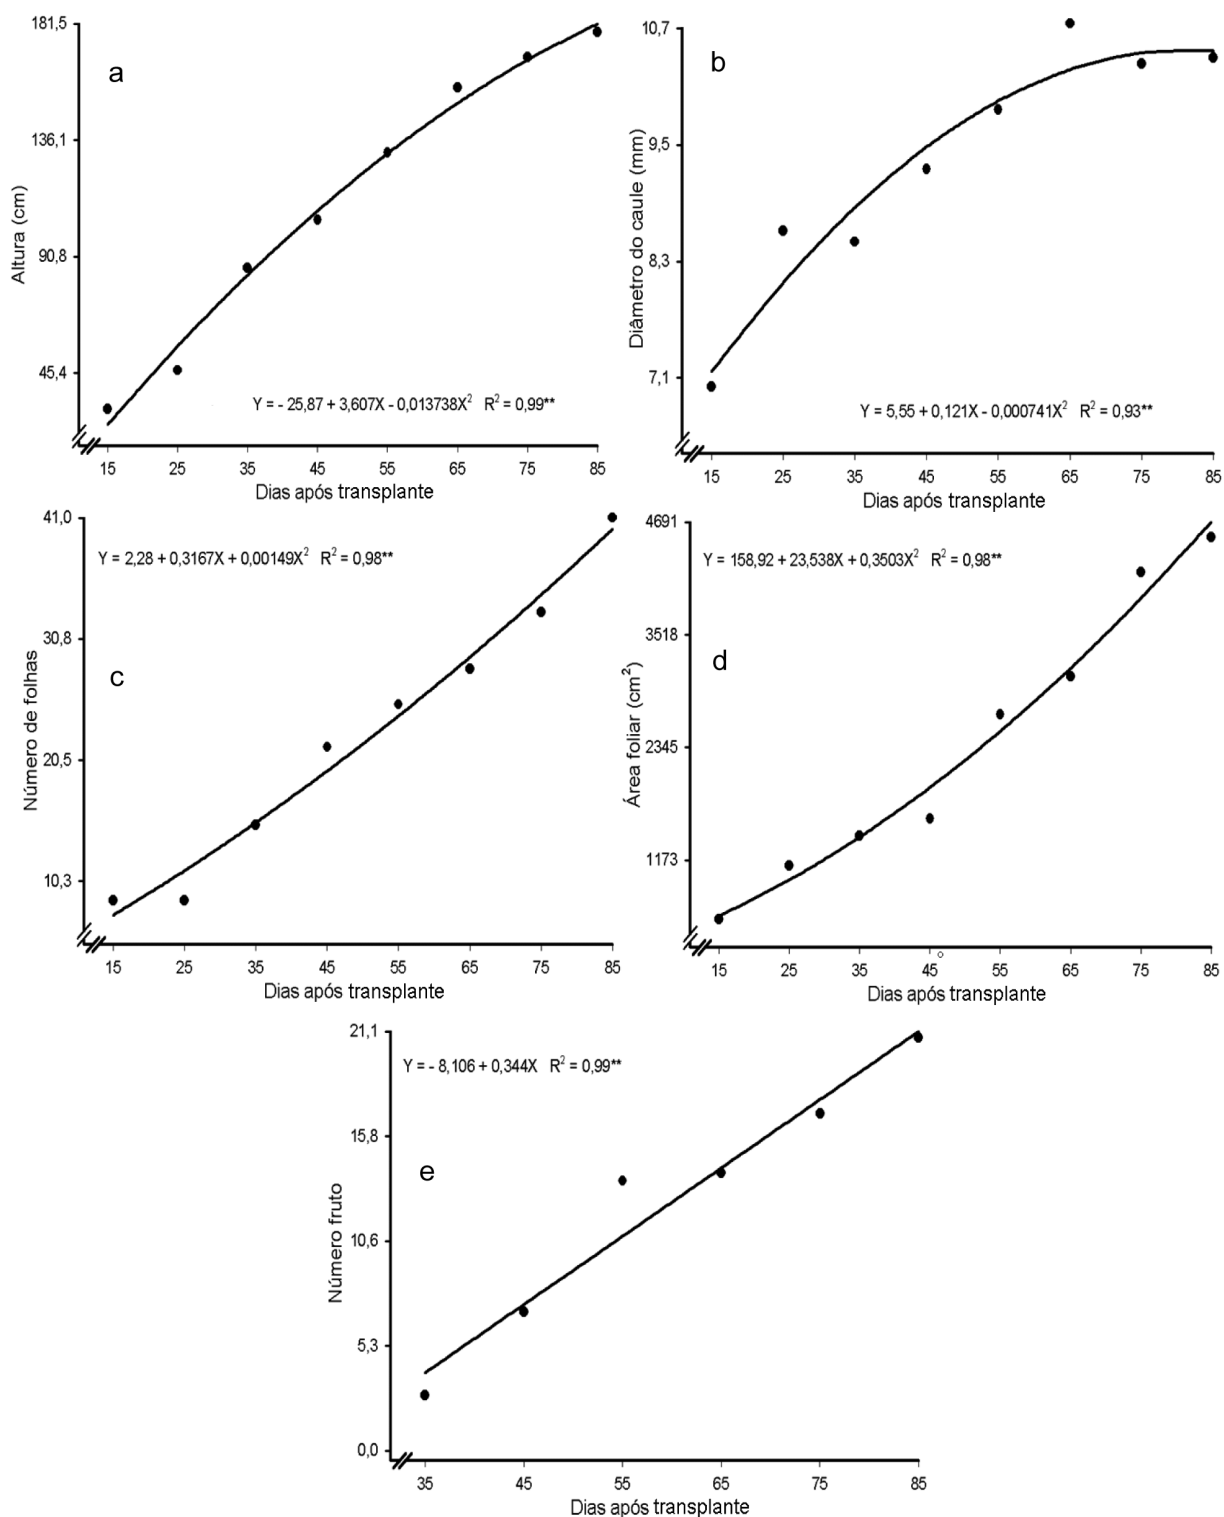 a
Altura (cm)
181,5
136,1
90,8
45,4
Y = - 25,87 + 3,607X - 0,013738X² R² = 0,99**
15 25 35 45 55 65 75 85
Dias após transplante
b
Diâmetro do caule (mm)
10,7
9,5
8,3
7,1
Y = 5,55 + 0,121X - 0,000741X² R² = 0,93**
15 25 35 45 55 65 75 85
Dias após transplante
c
Número de folhas
41,0
30,8
20,5
10,3
Y = 2,28 + 0,3167X + 0,00149X² R² = 0,98**
15 25 35 45 55 65 75 85
Dias após transplante
d
Área foliar (cm²)
4691
3518
2345
1173
Y = 158,92 + 23,538X + 0,3503X² R² = 0,98**
15 25 35 45 55 65 75 85
Dias após transplante
e
Número fruto
21,1
15,8
10,6
5,3
0,0
Y = - 8,106 + 0,344X R² = 0,99**
35 45 55 65 75 85
Dias após transplante